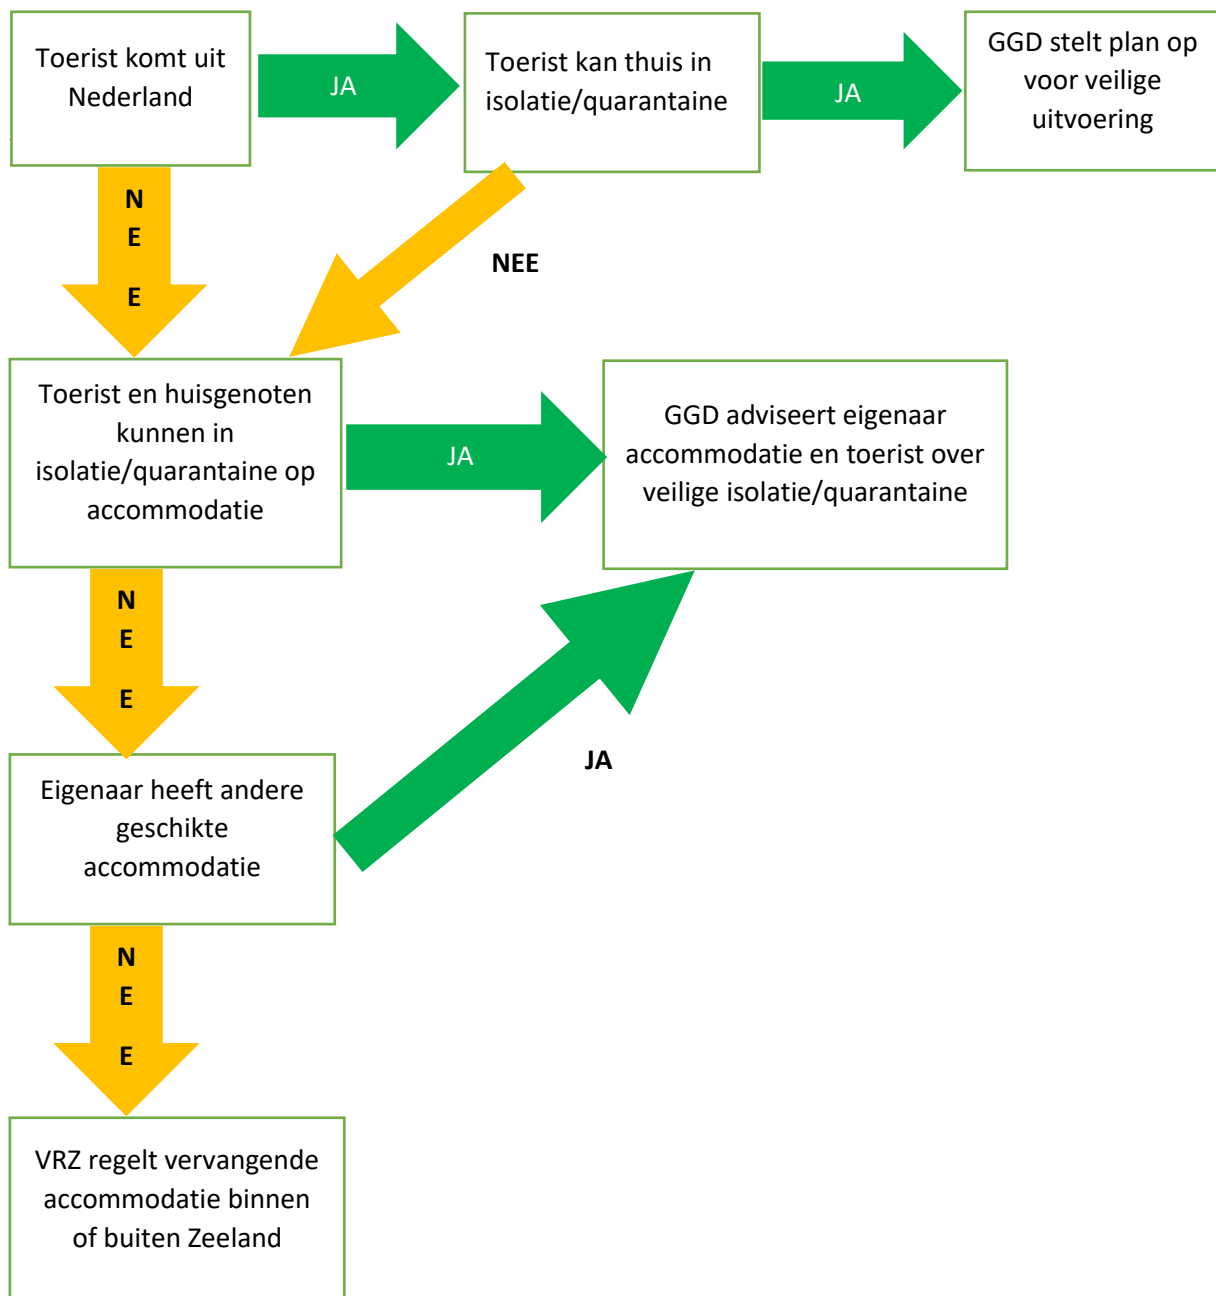 Toerist komt uit
Nederland
JA
Toerist kan thuis in
isolatie/quarantaine
JA
GGD stelt plan op
voor veilige
uitvoering
N
E
E
NEE
Toerist en huisgenoten
kunnen in
isolatie/quarantaine op
accommodatie
JA
GGD adviseert eigenaar
accommodatie en toerist over
veilige isolatie/quarantaine
N
E
E
JA
Eigenaar heeft andere
geschikte
accommodatie
N
E
E
VRZ regelt vervangende
accommodatie binnen
of buiten Zeeland